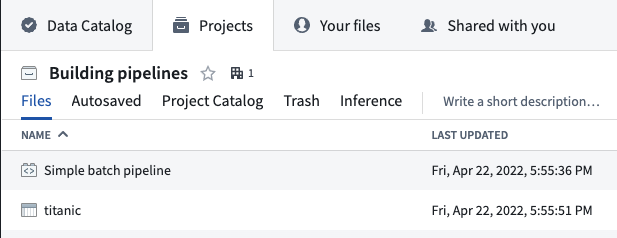 Data Catalog Projects Your files Shared with you
Building pipelines 1
Files Autosaved Project Catalog Trash Inference Write a short description...
NAME LAST UPDATED
Simple batch pipeline Fri, Apr 22, 2022, 5:55:36 PM
titanic Fri, Apr 22, 2022, 5:55:51 PM